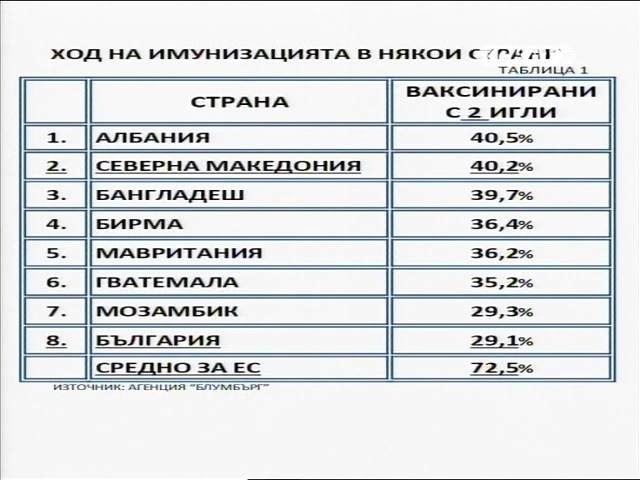 ХОД НА ИМУНИЗАЦИЯТА В НЯКОИ
ТАБЛИЦА 1
СТРАНА ВАКСИНИРАНИ С 2 ИГЛИ
1. АЛБАНИЯ 40,5%
2. СЕВЕРНА МАКЕДОНИЯ 40,2%
3. БАНГЛАДЕШ 39,7%
4. БИРМА 36,4%
5. МАВРИТАНИЯ 36,2%
6. ГВАТЕМАЛА 35,2%
7. МОЗАМБИК 29,3%
8. БЪЛГАРИЯ 29,1%
СРЕДНО ЗА ЕС 72,5%
ИЗТОЧНИК: АГЕНЦИЯ "БЛУМБЪРГ"